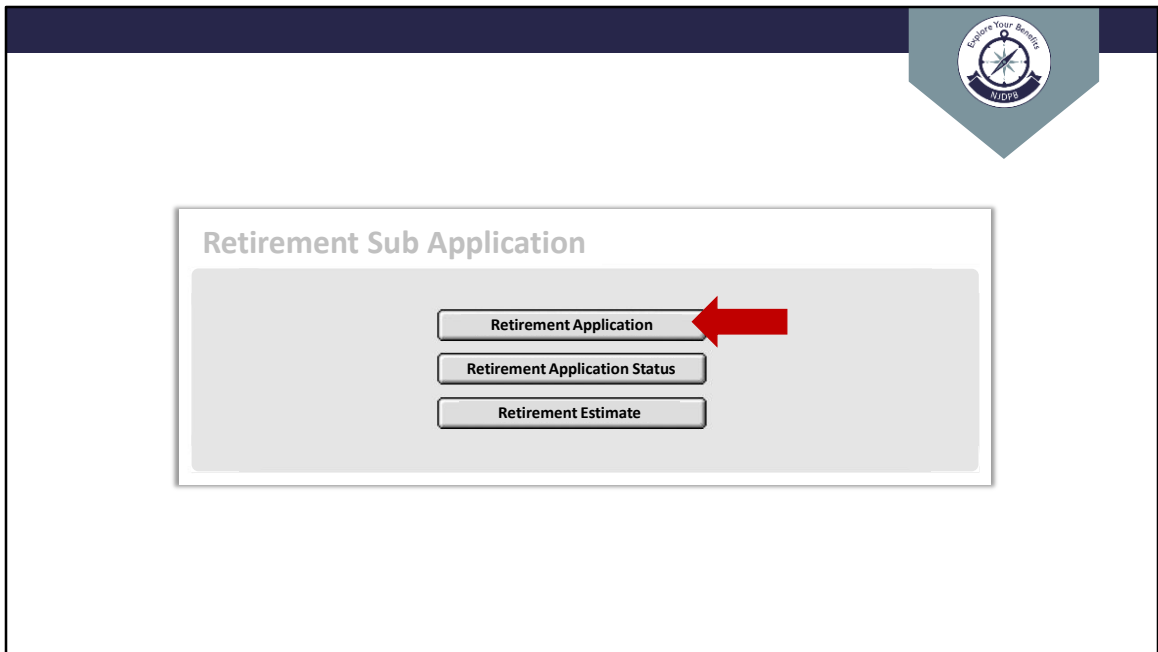 Explore Your Benefits
NJDPB
Retirement Sub Application
Retirement Application
Retirement Application Status
Retirement Estimate